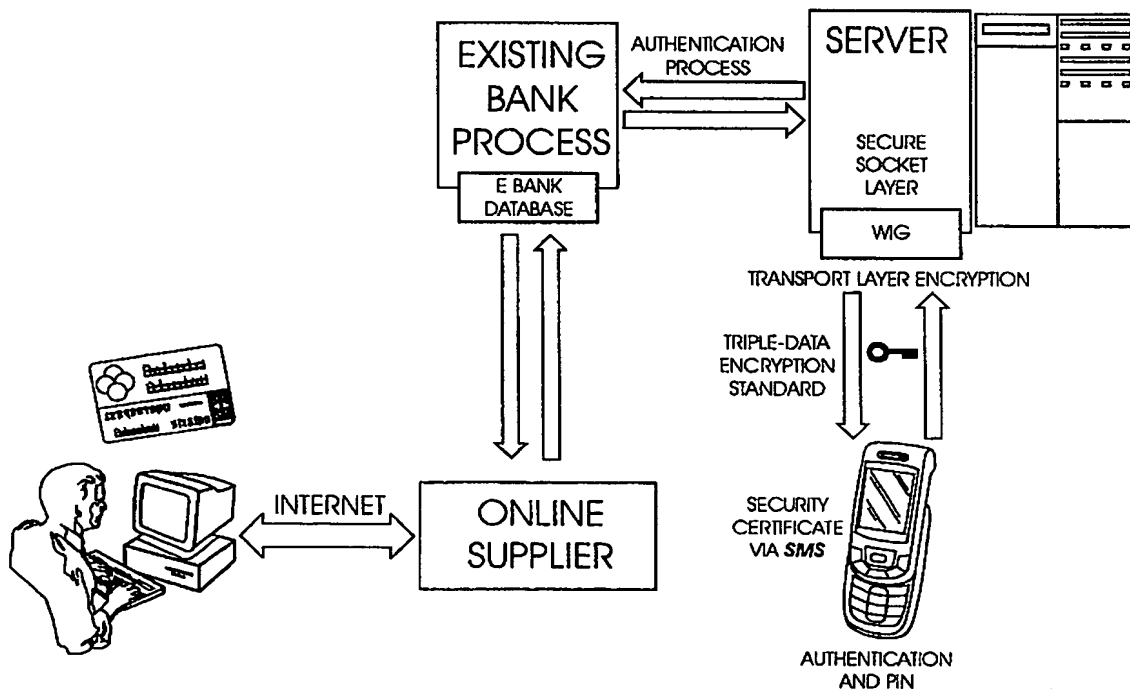 EXISTING
BANK
PROCESS
E BANK
DATABASE
AUTHENTICATION
PROCESS
SERVER
SECURE
SOCKET
LAYER
WIG
TRANSPORT LAYER ENCRYPTION
TRIPLE-DATA
ENCRYPTION
STANDARD
INTERNET
ONLINE
SUPPLIER
SECURITY
CERTIFICATE
VIA SMS
AUTHENTICATION
AND PIN